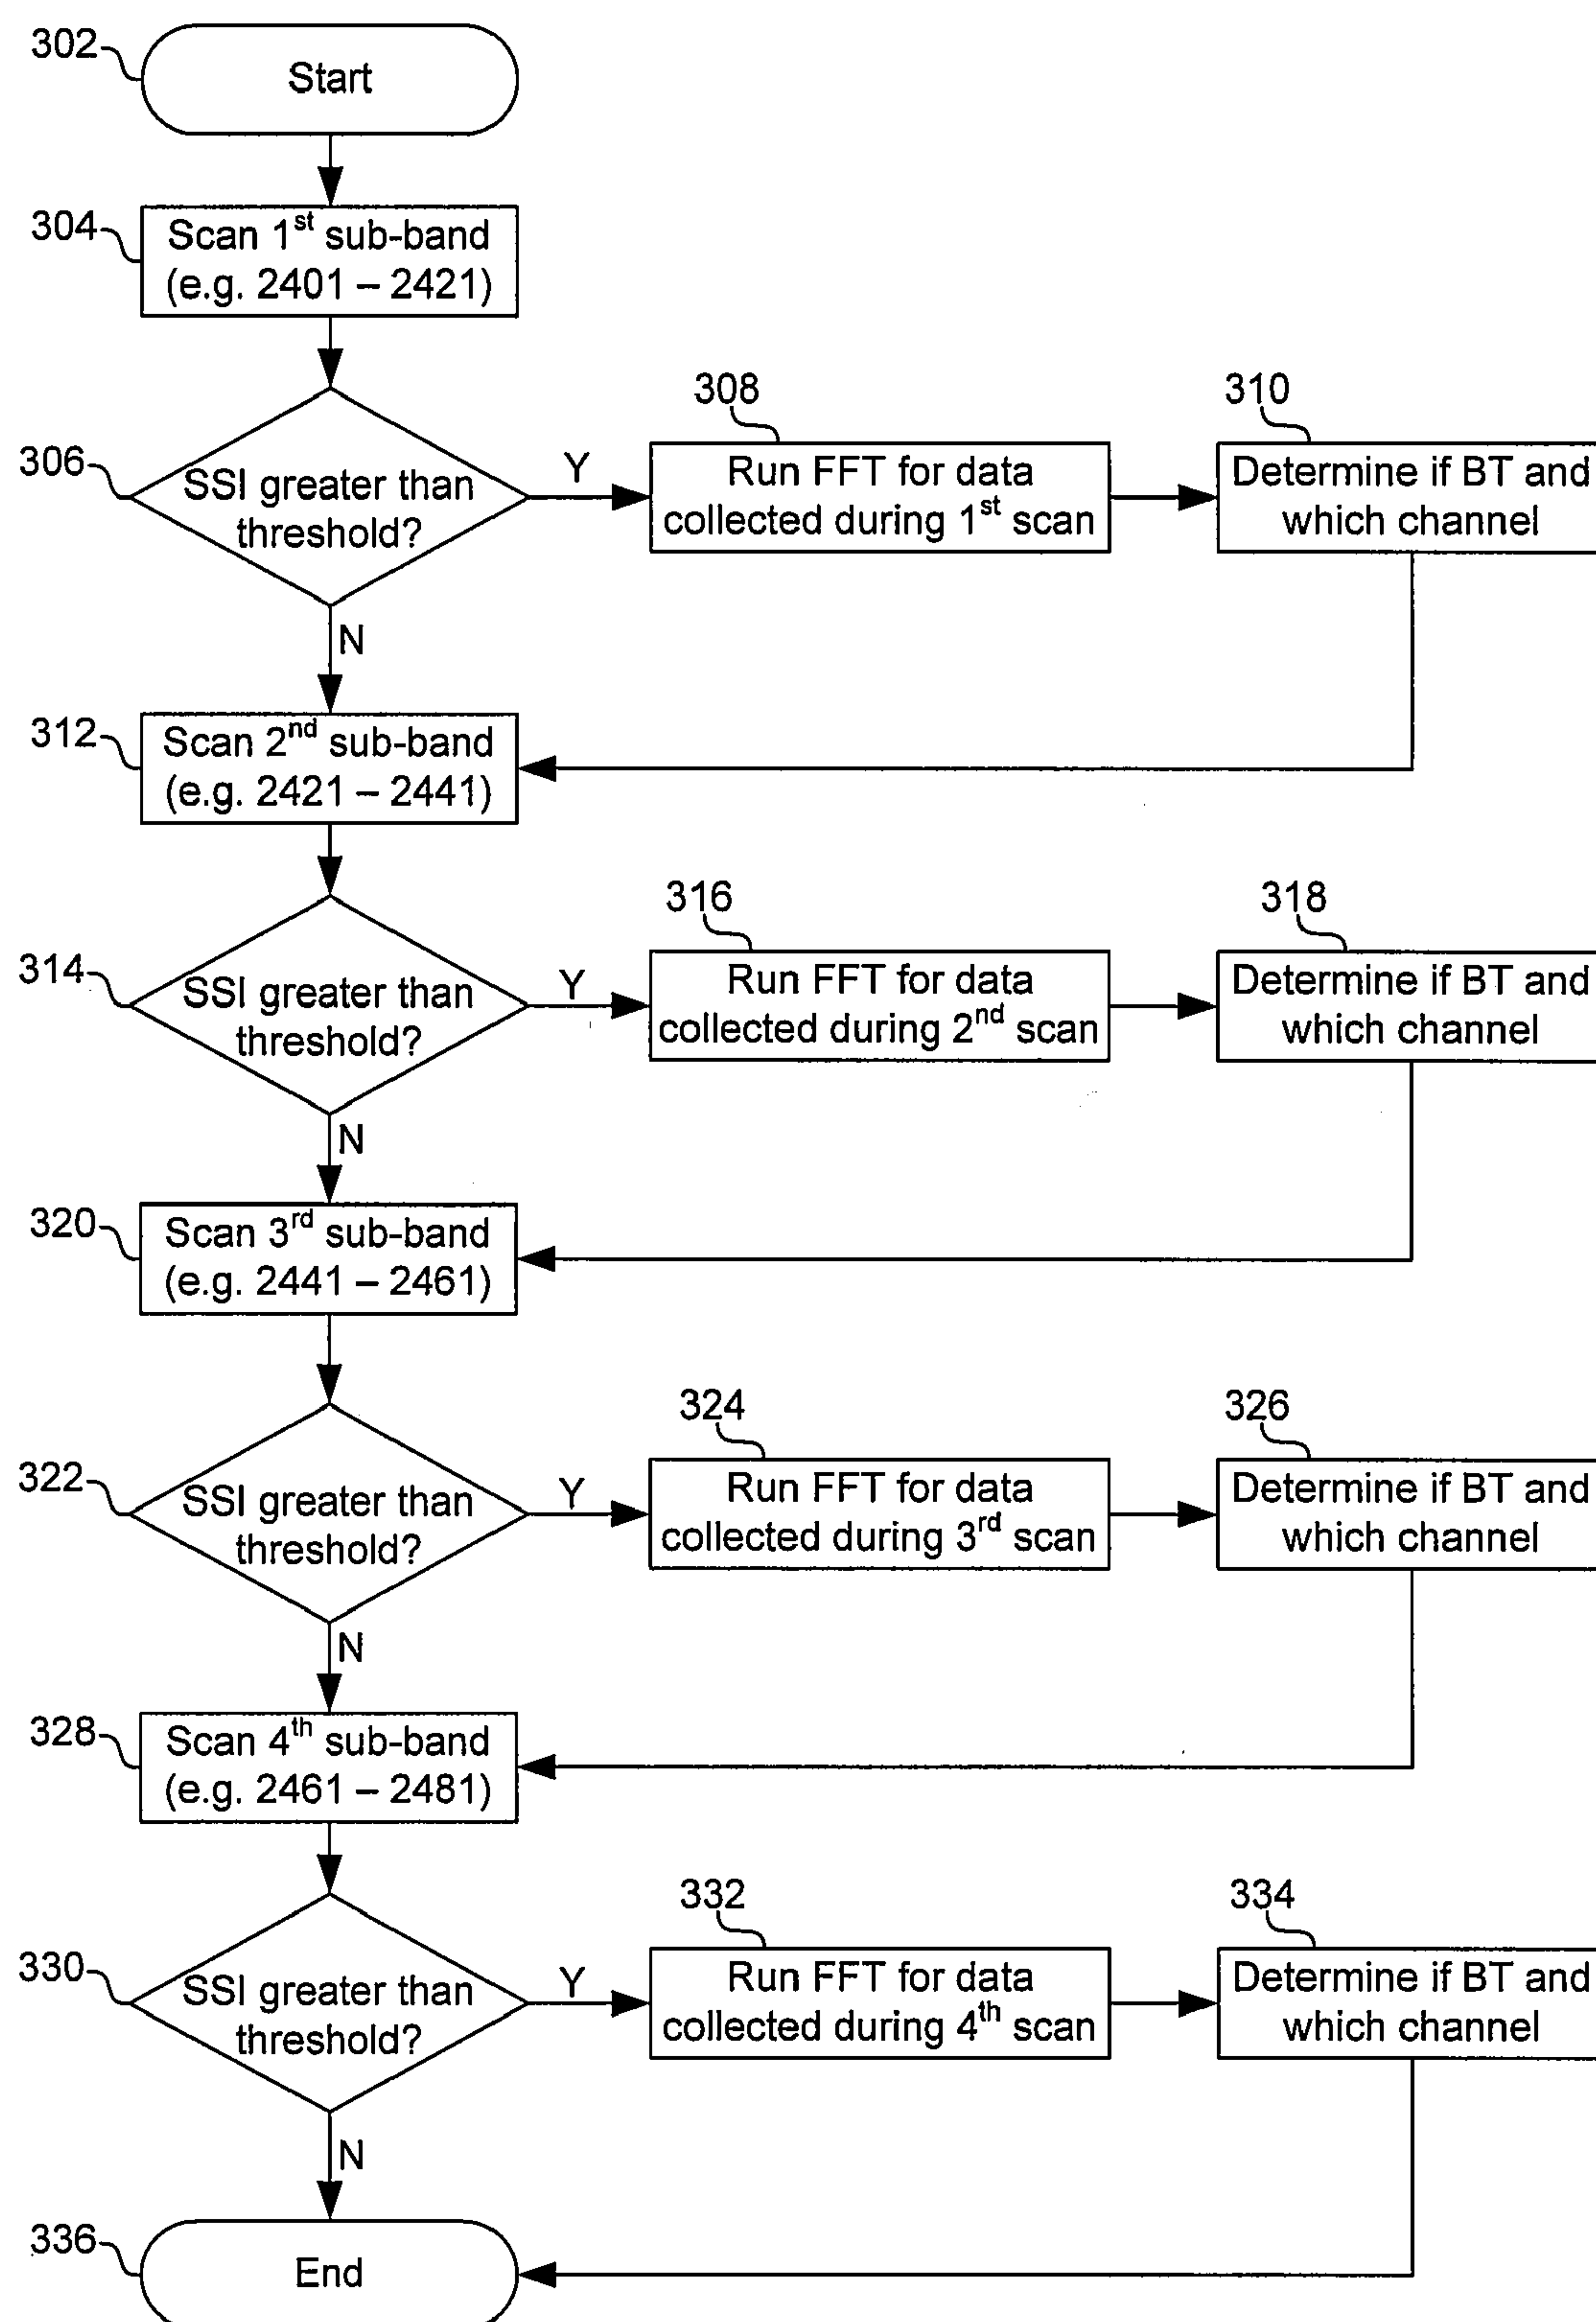 302
Start
304
Scan 1st sub-band
(e.g. 2401 – 2421)
306
SSI greater than
threshold?
Y
308
Run FFT for data
collected during 1st scan
310
Determine if BT and
which channel
N
312
Scan 2nd sub-band
(e.g. 2421 – 2441)
314
SSI greater than
threshold?
Y
316
Run FFT for data
collected during 2nd scan
318
Determine if BT and
which channel
N
320
Scan 3rd sub-band
(e.g. 2441 – 2461)
322
SSI greater than
threshold?
Y
324
Run FFT for data
collected during 3rd scan
326
Determine if BT and
which channel
N
328
Scan 4th sub-band
(e.g. 2461 – 2481)
330
SSI greater than
threshold?
Y
332
Run FFT for data
collected during 4th scan
334
Determine if BT and
which channel
N
336
End